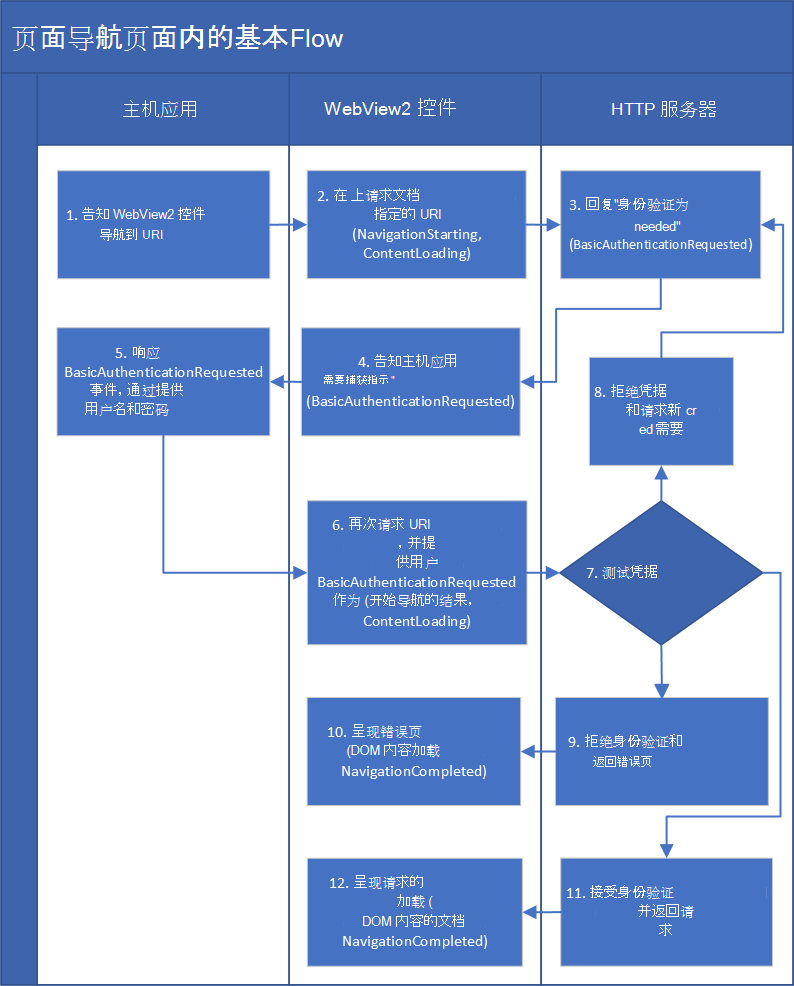 页面导航页面内的基本Flow
主机应用
WebView2 控件
HTTP 服务器
1. 告知 WebView2 控件
导航到 URI
2. 在 上请求文档
指定的 URI
(NavigationStarting,
ContentLoading)
3. 回复"身份验证为
needed"
(BasicAuthenticationRequested)
4. 告知主机应用
需要捕获指示 "
(BasicAuthenticationRequested)
5. 响应
BasicAuthenticationRequested
事件，通过提供
用户名和密码
6. 再次请求 URI
，并提
供用户
BasicAuthenticationRequested
作为 (开始导航的结果，
ContentLoading)
7. 测试凭据
8. 拒绝凭据
和请求新 cr
ed 需要
9. 拒绝身份验证和
返回错误页
10. 呈现错误页
(DOM 内容加载
NavigationCompleted)
11. 接受身份验证
并返回请
求
12. 呈现请求的
加载 (
DOM 内容的文档
NavigationCompleted)